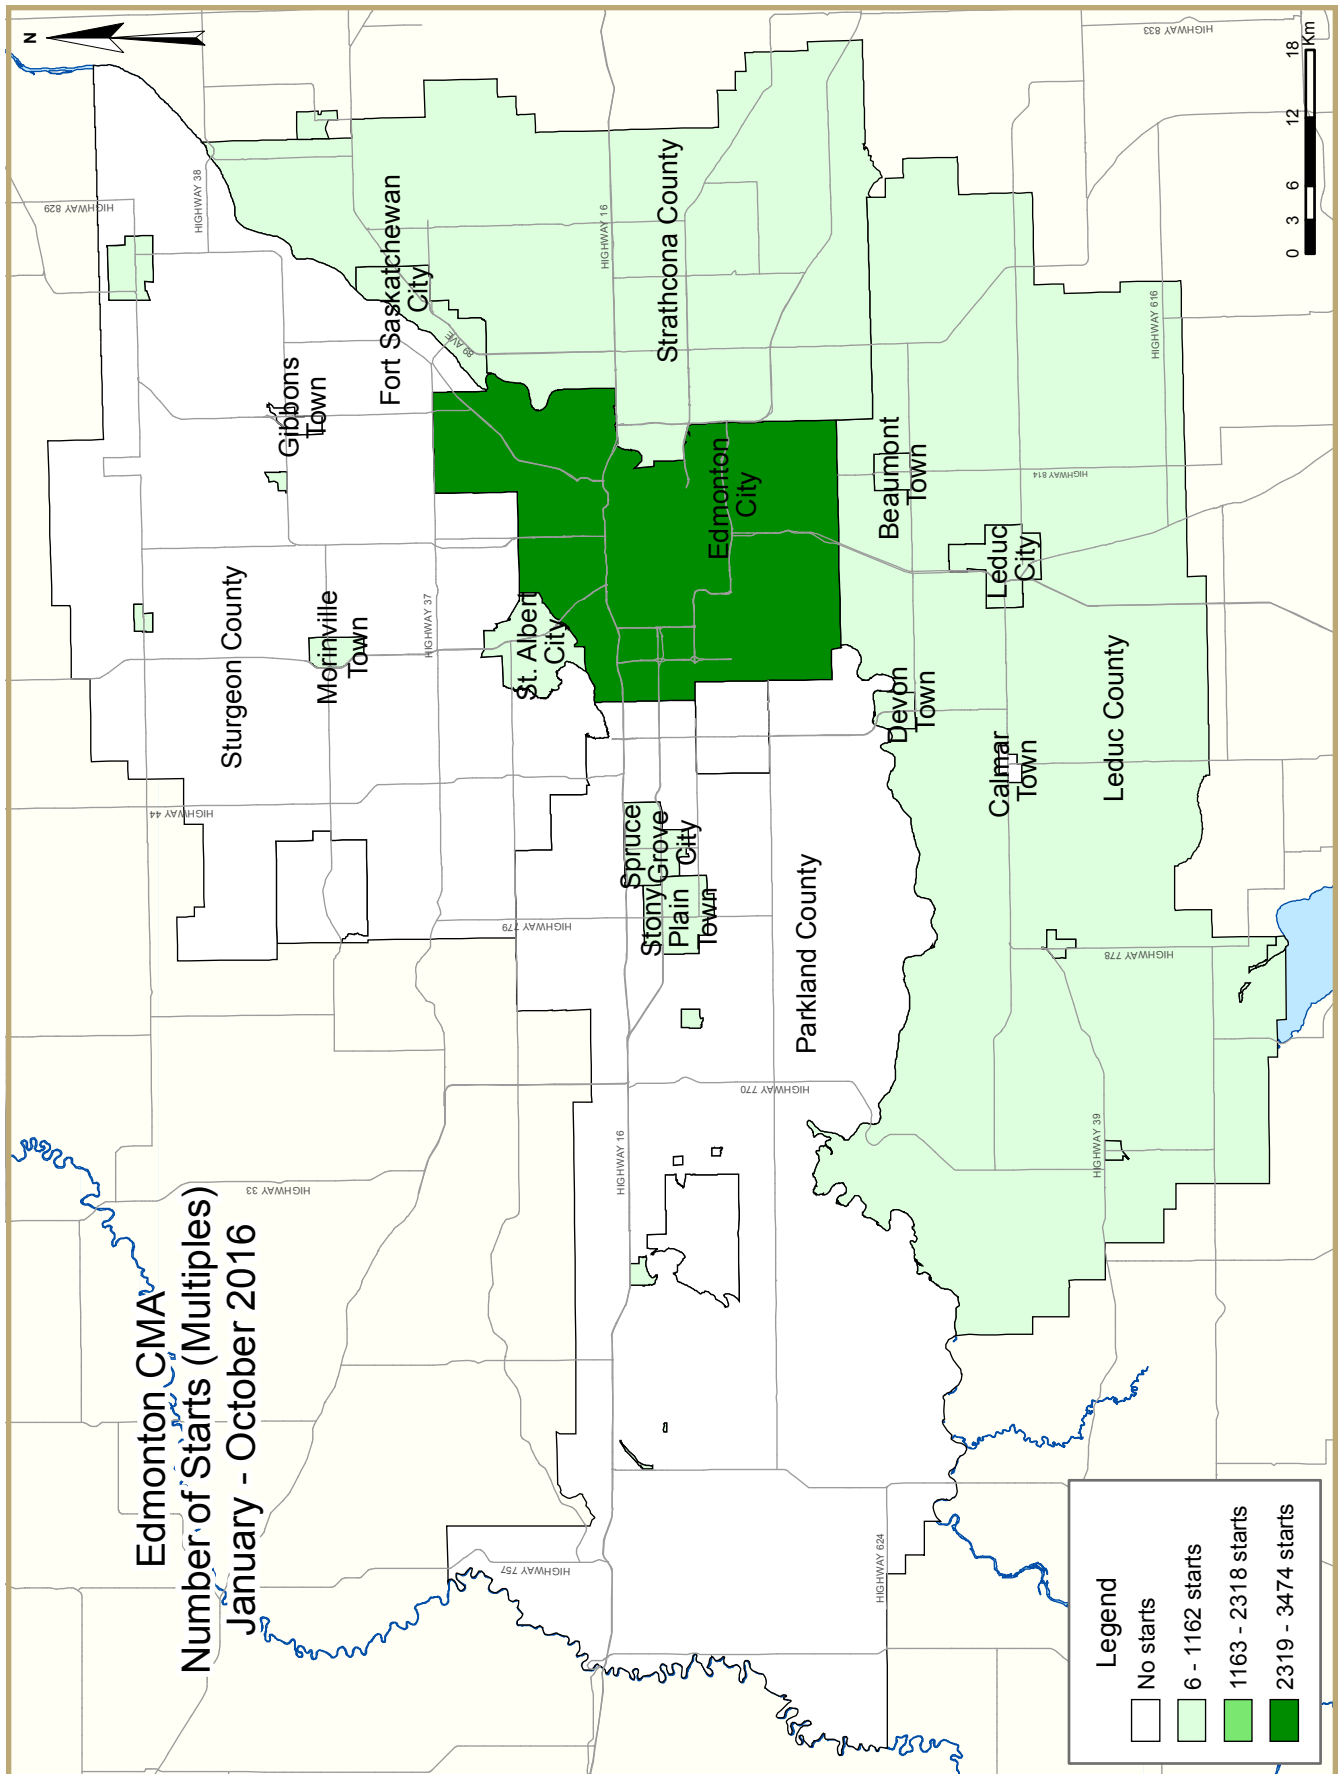 Edmonton CMA
Number of Starts (Multiples)
January - October 2016
N
HIGHWAY 829
HIGHWAY 38
HIGHWAY 44
HIGHWAY 37
HIGHWAY 779
HIGHWAY 33
HIGHWAY 757
HIGHWAY 16
HIGHWAY 16
89 AVE
HIGHWAY 770
HIGHWAY 624
HIGHWAY 39
HIGHWAY 778
HIGHWAY 814
HIGHWAY 616
HIGHWAY 833
Sturgeon County
Gibbons
Town
Morinville
Town
Fort Saskatchewan
City
St. Albert
City
Strathcona County
Edmonton
City
Spruce
Grove
City
Stony
Plain
Town
Parkland County
Beaumont
Town
Devon
Town
Leduc
City
Calmar
Town
Leduc County
Legend
No starts
6 - 1162 starts
1163 - 2318 starts
2319 - 3474 starts
0 3 6 12 18
Km